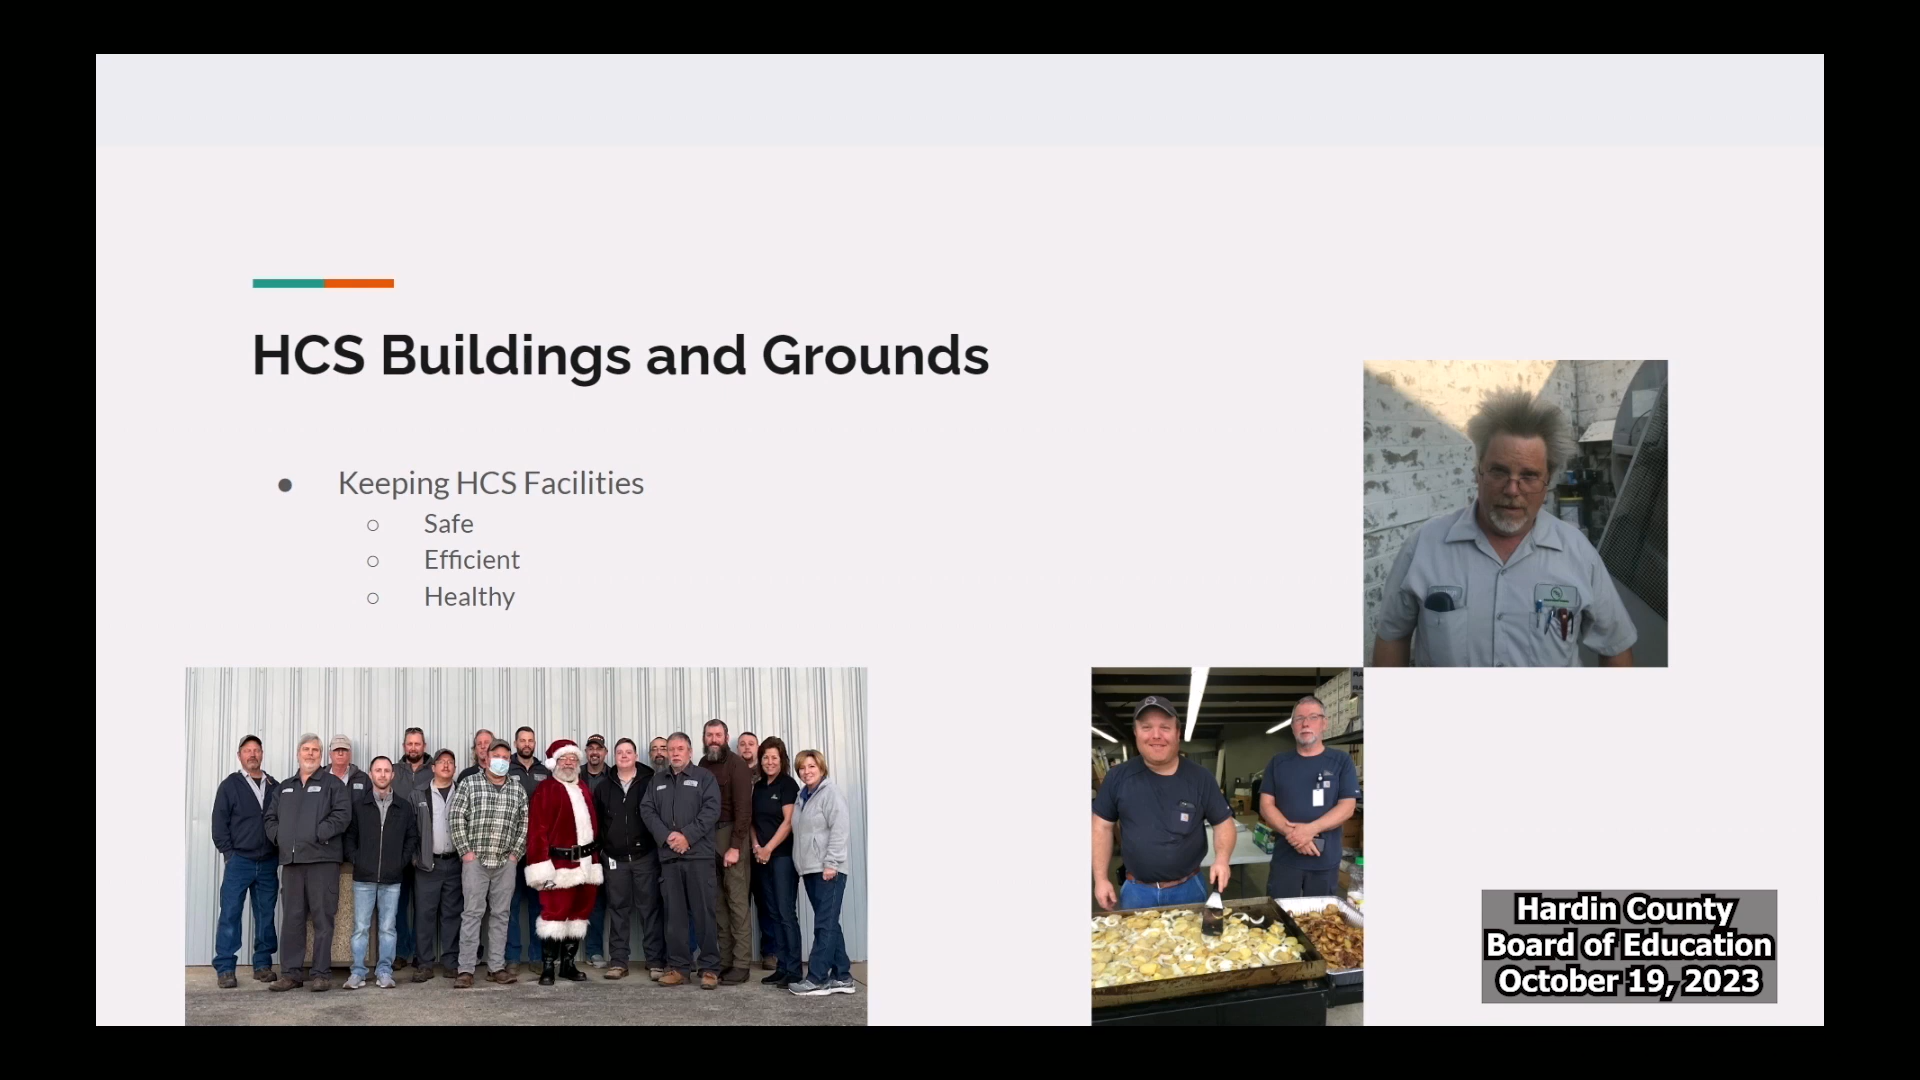 HCS Buildings and Grounds
● Keeping HCS Facilities
○ Safe
○ Efficient
○ Healthy
Hardin County
Board of Education
October 19, 2023